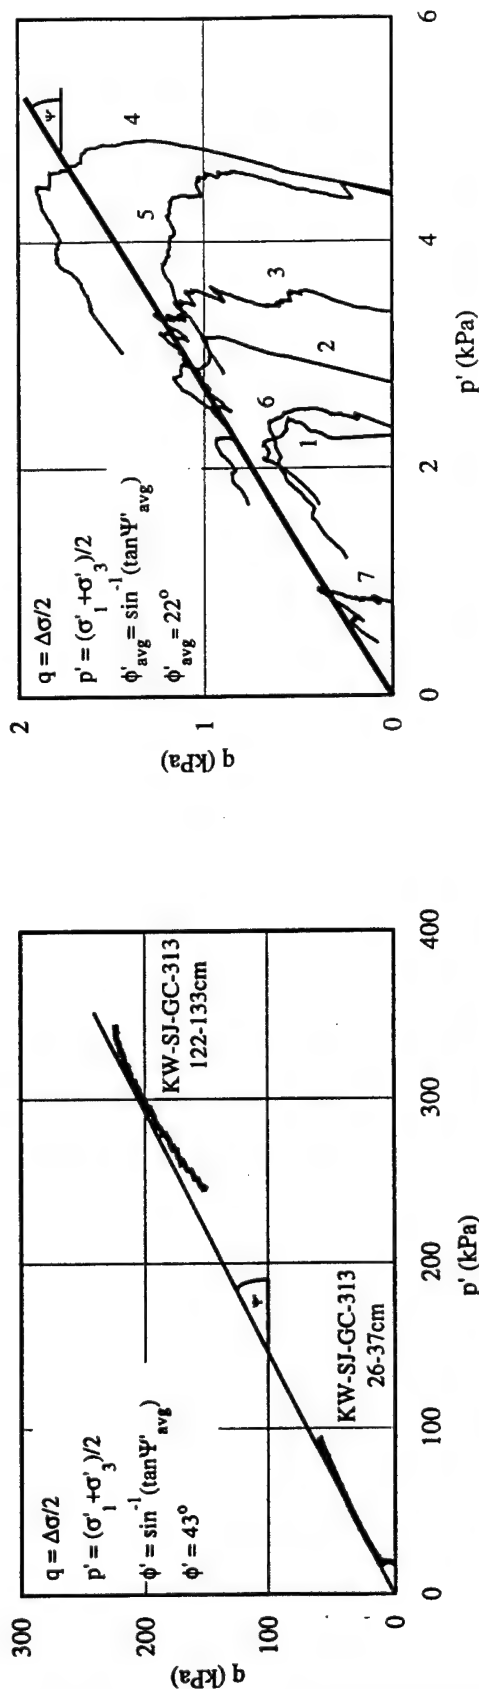 300
200
100
0
q (kPa)
q = Δσ/2
p' = (σ'1 +σ'3)/2
ϕ' = sin⁻¹ (tanΨ''avg)
ϕ' = 43°
Ψ
KW-SJ-GC-313
122-133cm
KW-SJ-GC-313
26-37cm
0
100
200
300
400
p' (kPa)
2
1
0
q (kPa)
q = Δσ/2
p' = (σ'1 +σ'3)/2
ϕ'avg = sin⁻¹ (tanΨ''avg)
ϕ'avg = 22°
Ψ
4
5
3
2
6
1
7
0
2
4
6
p' (kPa)